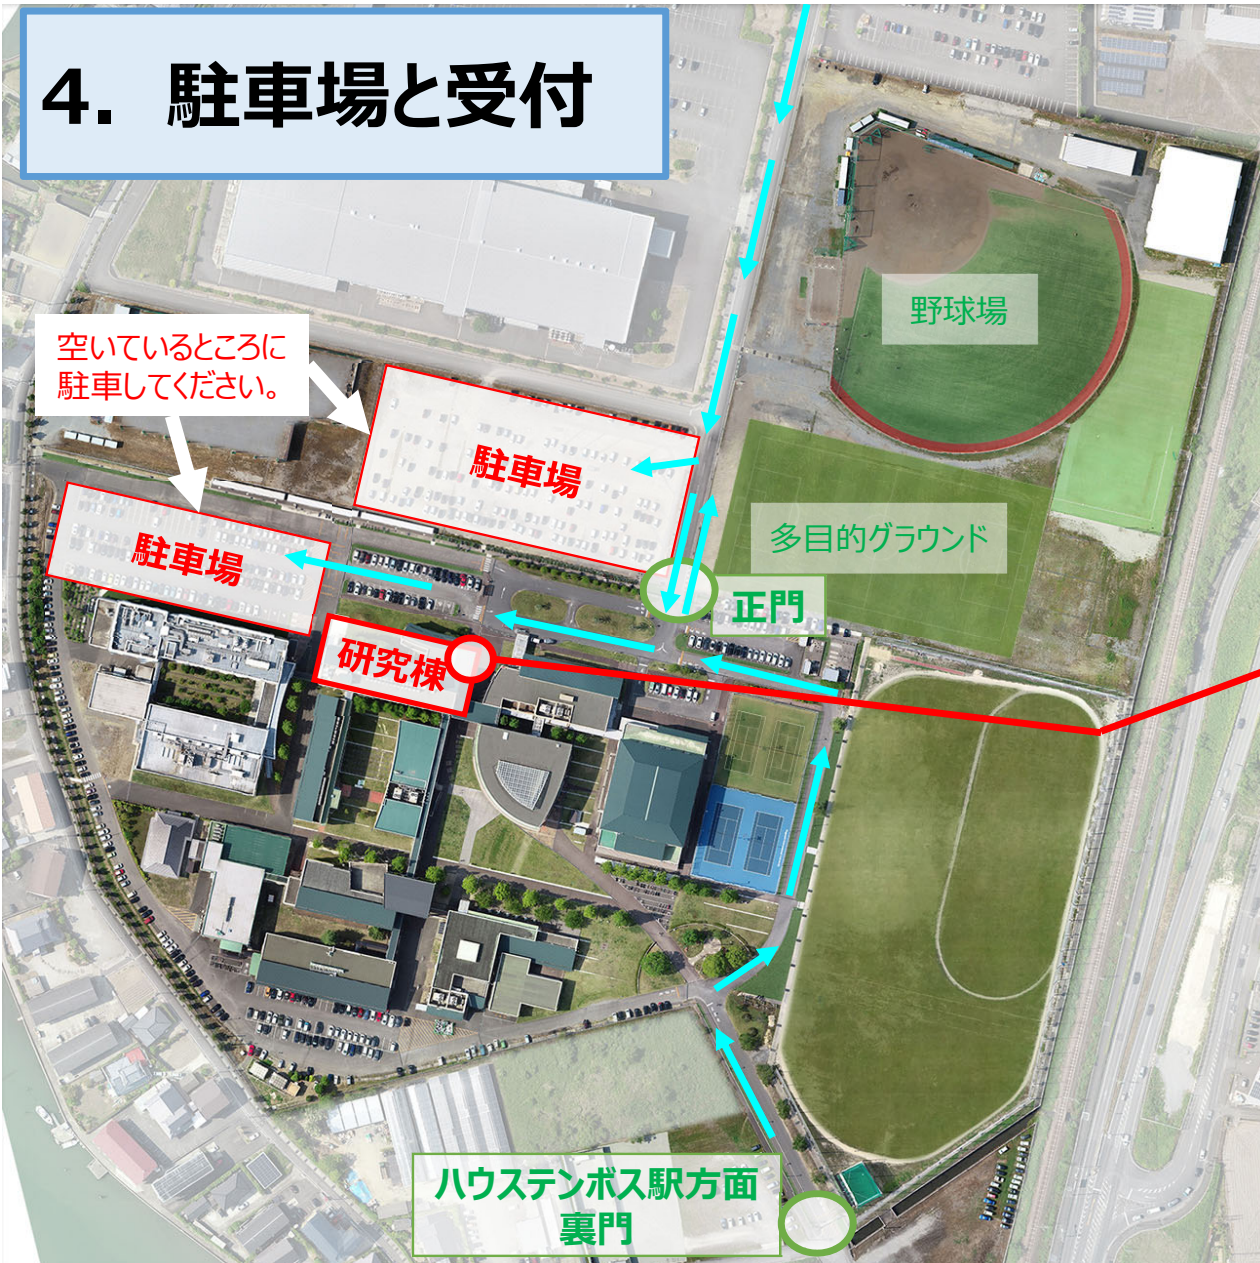 4. 駐車場と受付
野球場
空いているところに
駐車してください。
駐車場
多目的グラウンド
駐車場
正門
研究棟
ハウステンボス駅方面
裏門